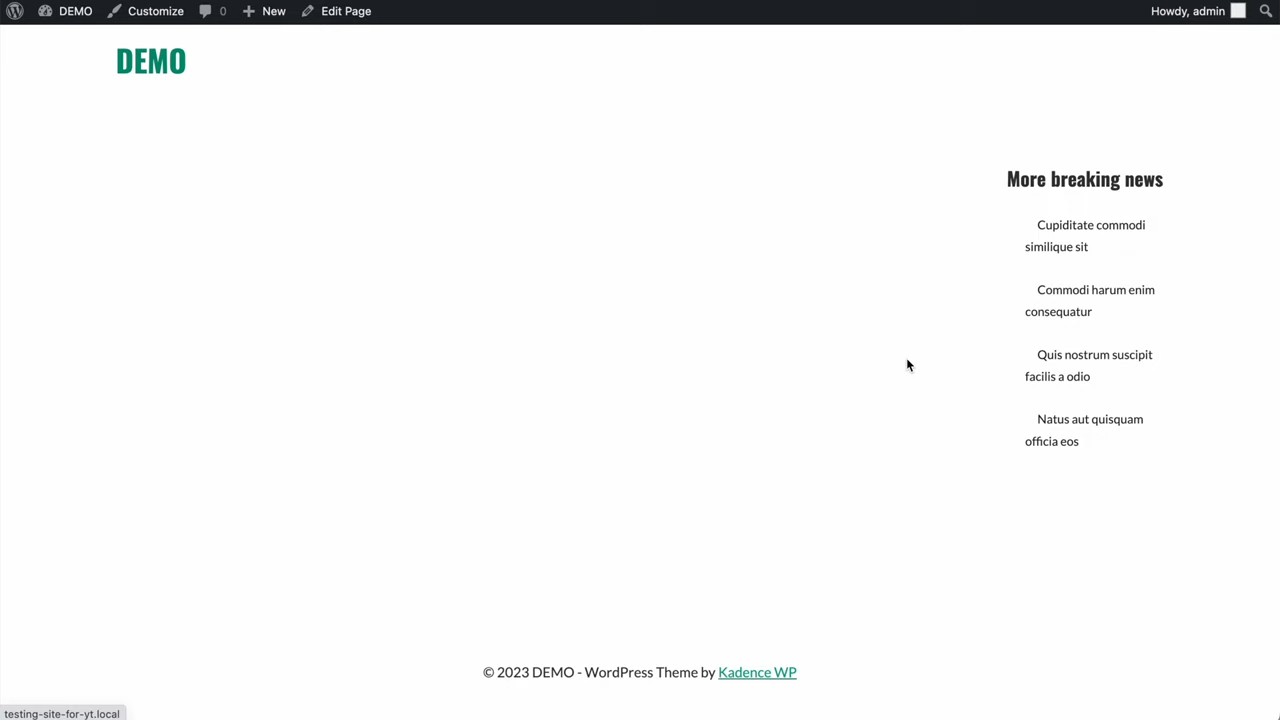 DEMO Customize 0 New Edit Page Howdy, admin
DEMO
More breaking news
Cupiditate commodi
similique sit
Commodi harum enim
consequatur
Quis nostrum suscipit
facilis a odio
Natus aut quisquam
officia eos
© 2023 DEMO - WordPress Theme by Kadence WP
testing-site-for-yt.local